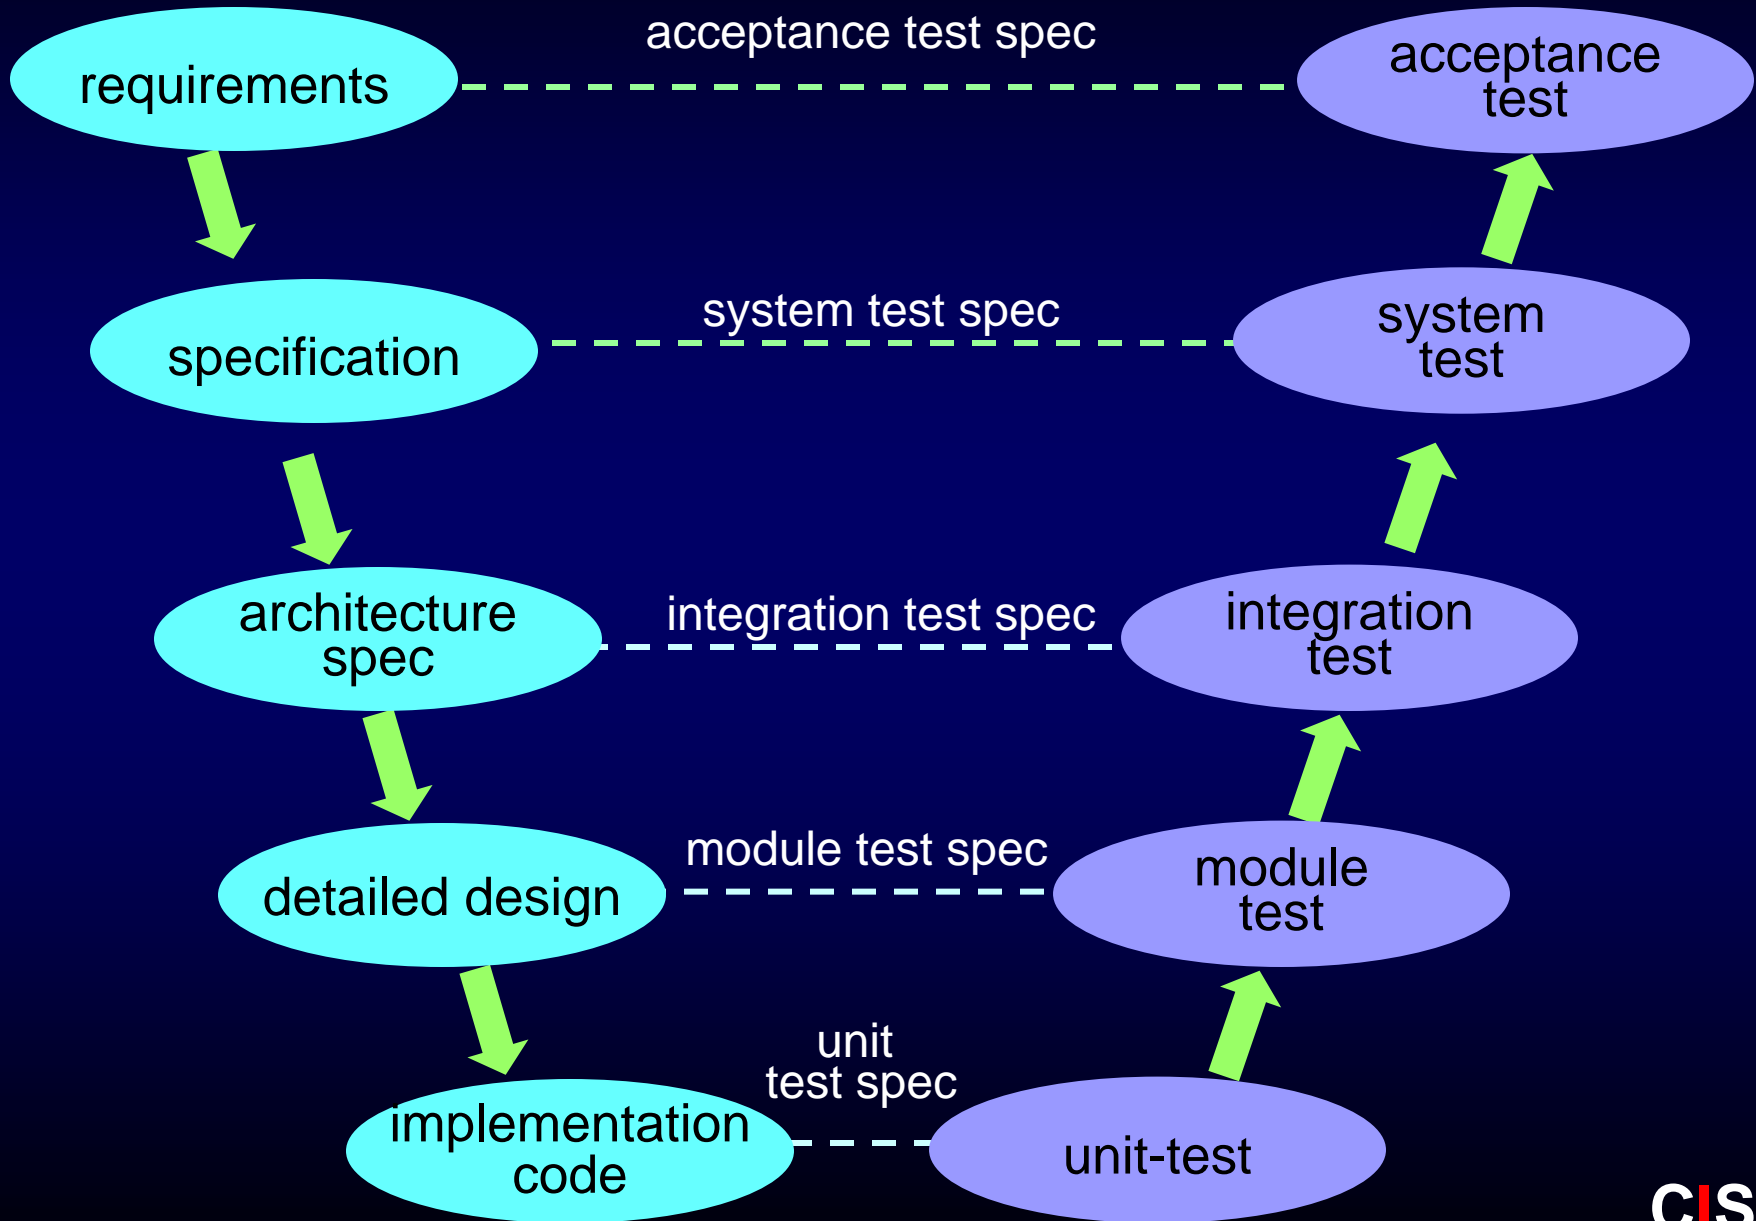 requirements
acceptance test spec
acceptance
test
specification
system test spec
system
test
architecture
spec
integration test spec
integration
test
detailed design
module test spec
module
test
implementation
code
unit
test spec
unit-test
CIS